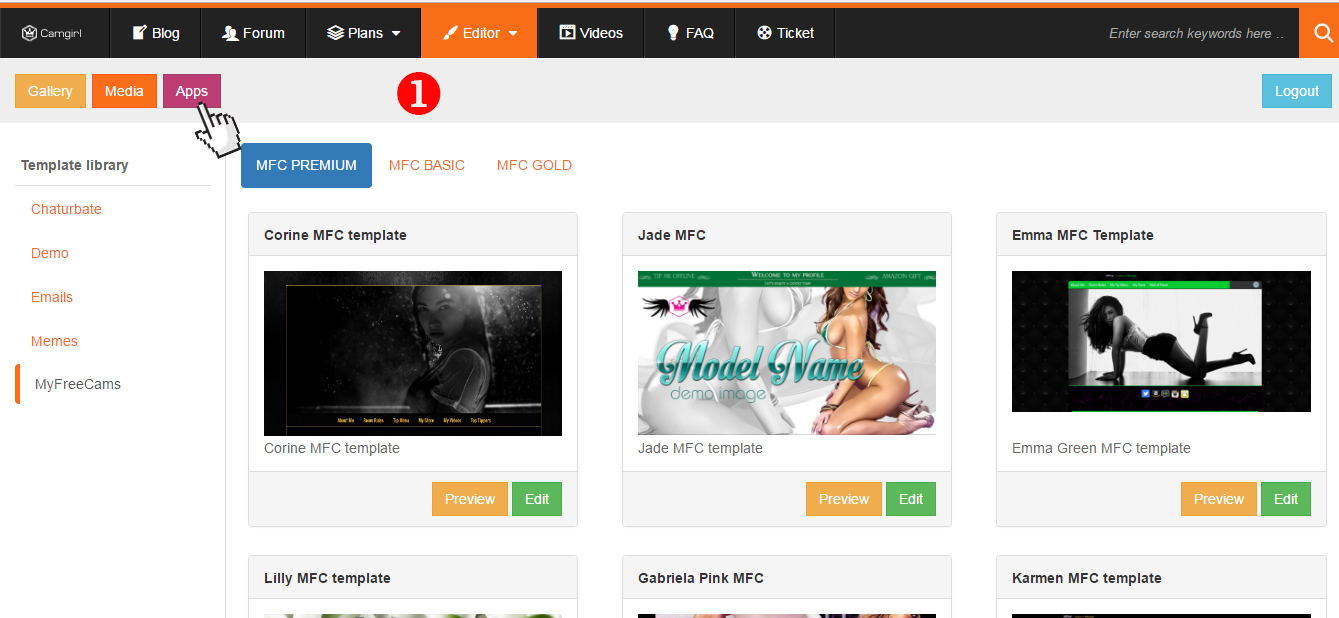 Camgirl Blog Forum Plans Editor Videos FAQ Ticket Enter search keywords here ..
Gallery Media Apps 1 Logout
Template library
Chaturbate
Demo
Emails
Memes
MyFreeCams
MFC PREMIUM MFC BASIC MFC GOLD
Corine MFC template
About Me Room Rules Tip Menu My Store My Videos Top Tippers
Corine MFC template
Preview Edit
Jade MFC
TIP ME OFFLINE WELCOME TO MY PROFILE AMAZON GIFT
Model Name
demo image
Jade MFC template
Preview Edit
Emma MFC Template
Emma Green MFC template
Preview Edit
Lilly MFC template
Gabriela Pink MFC
Karmen MFC template